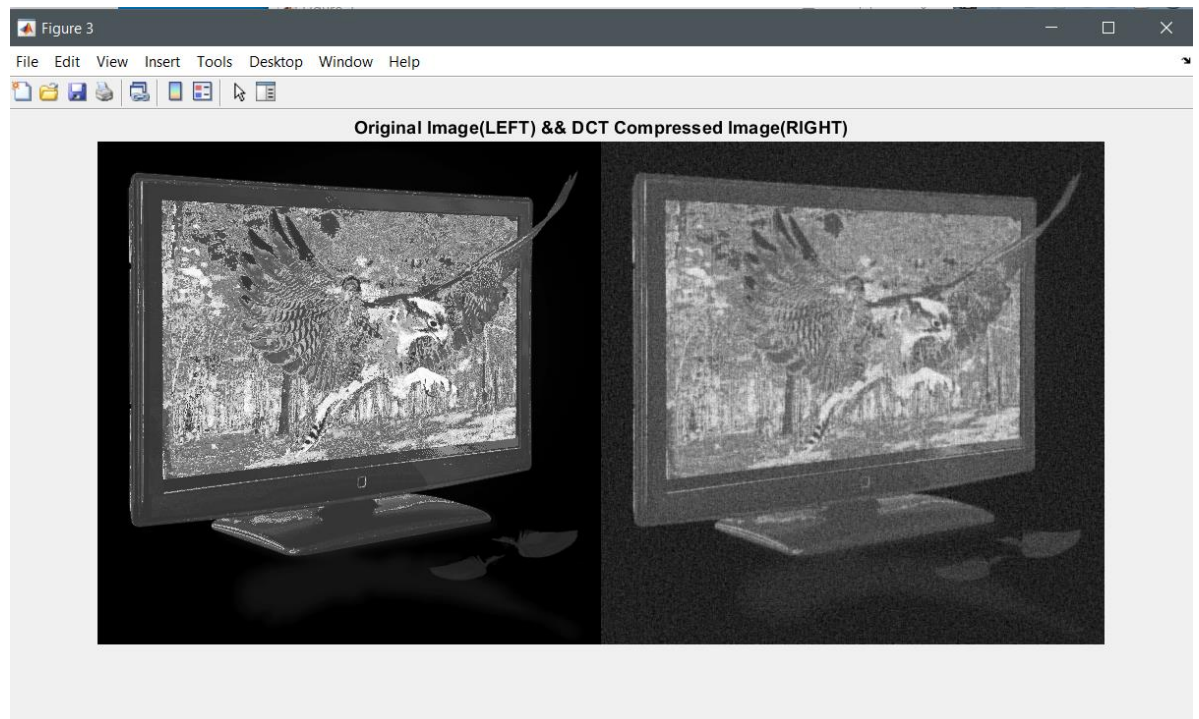 Figure 3
File Edit View Insert Tools Desktop Window Help
Original Image(LEFT) && DCT Compressed Image(RIGHT)